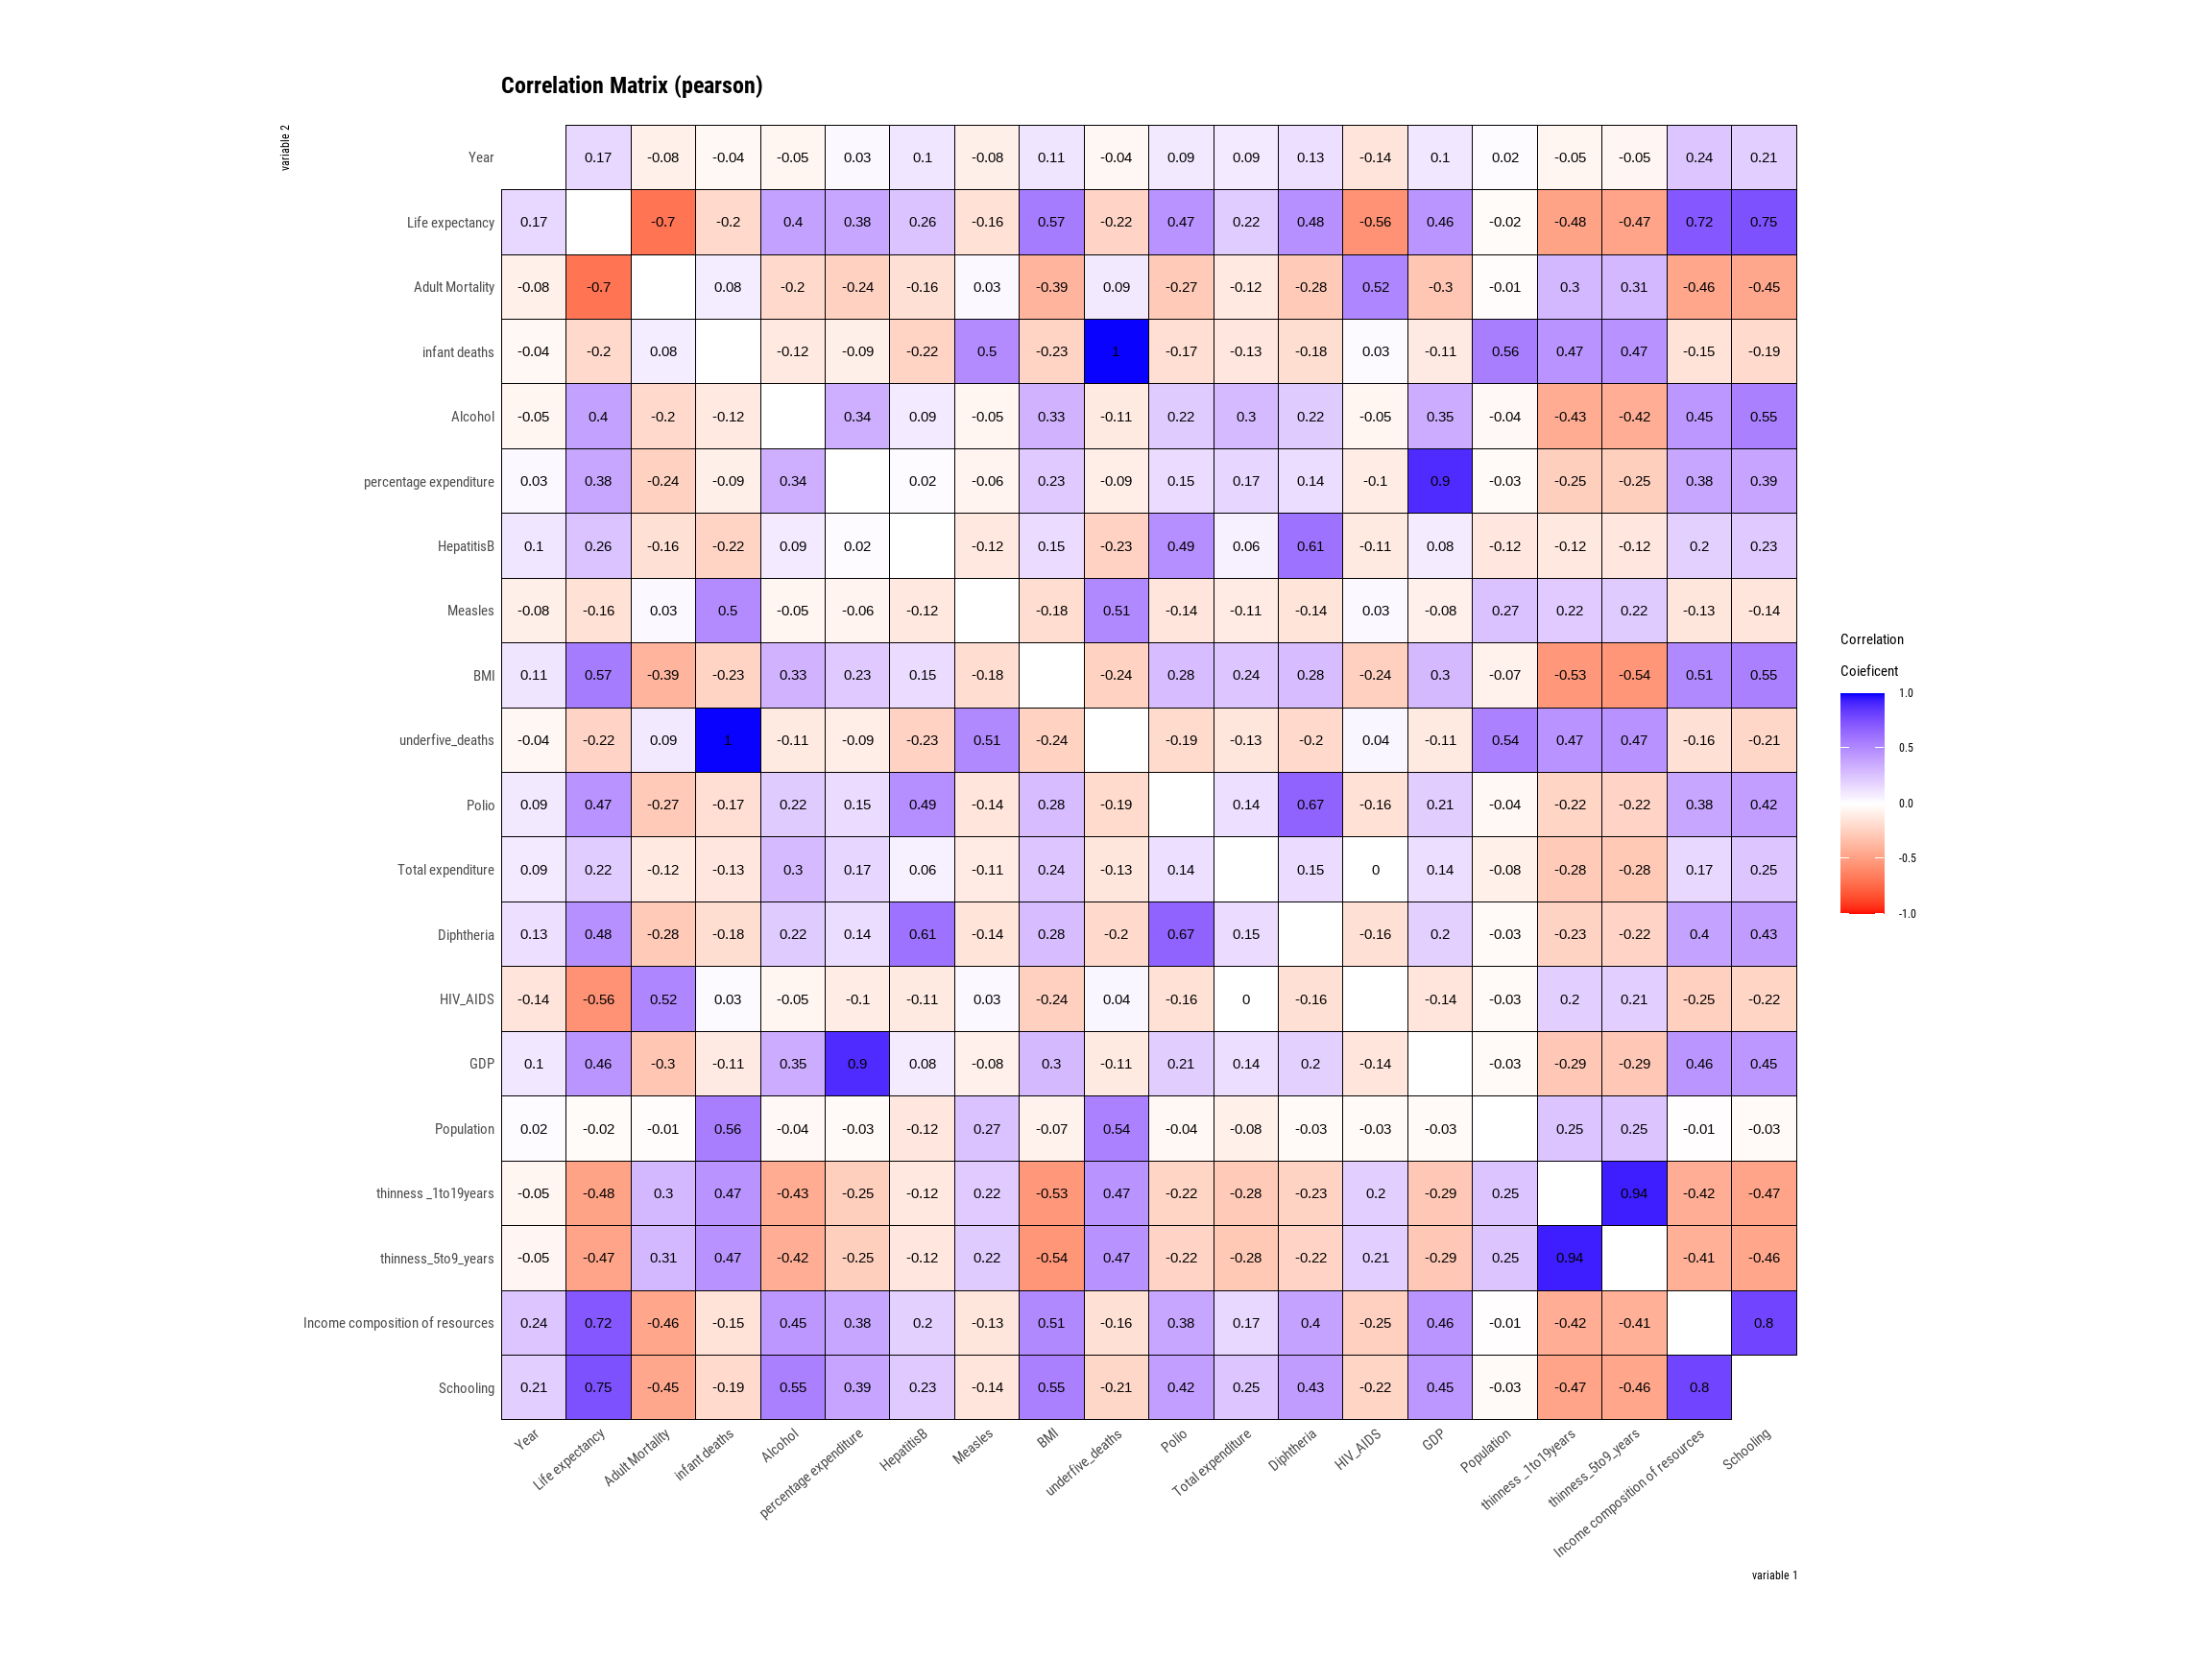 Correlation Matrix (pearson)
variable 2
Year 0.17 -0.08 -0.04 -0.05 0.03 0.1 -0.08 0.11 -0.04 0.09 0.09 0.13 -0.14 0.1 0.02 -0.05 -0.05 0.24 0.21
Life expectancy 0.17 -0.7 -0.2 0.4 0.38 0.26 -0.16 0.57 -0.22 0.47 0.22 0.48 -0.56 0.46 -0.02 -0.48 -0.47 0.72 0.75
Adult Mortality -0.08 -0.7 0.08 -0.2 -0.24 -0.16 0.03 -0.39 0.09 -0.27 -0.12 -0.28 0.52 -0.3 -0.01 0.3 0.31 -0.46 -0.45
infant deaths -0.04 -0.2 0.08 -0.12 -0.09 -0.22 0.5 -0.23 1 -0.17 -0.13 -0.18 0.03 -0.11 0.56 0.47 0.47 -0.15 -0.19
Alcohol -0.05 0.4 -0.2 -0.12 0.34 0.09 -0.05 0.33 -0.11 0.22 0.3 0.22 -0.05 0.35 -0.04 -0.43 -0.42 0.45 0.55
percentage expenditure 0.03 0.38 -0.24 -0.09 0.34 0.02 -0.06 0.23 -0.09 0.15 0.17 0.14 -0.1 0.9 -0.03 -0.25 -0.25 0.38 0.39
HepatitisB 0.1 0.26 -0.16 -0.22 0.09 0.02 -0.12 0.15 -0.23 0.49 0.06 0.61 -0.11 0.08 -0.12 -0.12 -0.12 0.2 0.23
Measles -0.08 -0.16 0.03 0.5 -0.05 -0.06 -0.12 -0.18 0.51 -0.14 -0.11 -0.14 0.03 -0.08 0.27 0.22 0.22 -0.13 -0.14
BMI 0.11 0.57 -0.39 -0.23 0.33 0.23 0.15 -0.18 -0.24 0.28 0.24 0.28 -0.24 0.3 -0.07 -0.53 -0.54 0.51 0.55
underfive_deaths -0.04 -0.22 0.09 1 -0.11 -0.09 -0.23 0.51 -0.24 -0.19 -0.13 -0.2 0.04 -0.11 0.54 0.47 0.47 -0.16 -0.21
Polio 0.09 0.47 -0.27 -0.17 0.22 0.15 0.49 -0.14 0.28 -0.19 0.14 0.67 -0.16 0.21 -0.04 -0.22 -0.22 0.38 0.42
Total expenditure 0.09 0.22 -0.12 -0.13 0.3 0.17 0.06 -0.11 0.24 -0.13 0.14 0.15 0 0.14 -0.08 -0.28 -0.28 0.17 0.25
Diphtheria 0.13 0.48 -0.28 -0.18 0.22 0.14 0.61 -0.14 0.28 -0.2 0.67 0.15 -0.16 0.2 -0.03 -0.23 -0.22 0.4 0.43
HIV_AIDS -0.14 -0.56 0.52 0.03 -0.05 -0.1 -0.11 0.03 -0.24 0.04 -0.16 0 -0.16 -0.14 -0.03 0.2 0.21 -0.25 -0.22
GDP 0.1 0.46 -0.3 -0.11 0.35 0.9 0.08 -0.08 0.3 -0.11 0.21 0.14 0.2 -0.14 -0.03 -0.29 -0.29 0.46 0.45
Population 0.02 -0.02 -0.01 0.56 -0.04 -0.03 -0.12 0.27 -0.07 0.54 -0.04 -0.08 -0.03 -0.03 -0.03 0.25 0.25 -0.01 -0.03
thinness _1to19years -0.05 -0.48 0.3 0.47 -0.43 -0.25 -0.12 0.22 -0.53 0.47 -0.22 -0.28 -0.23 0.2 -0.29 0.25 0.94 -0.42 -0.47
thinness_5to9_years -0.05 -0.47 0.31 0.47 -0.42 -0.25 -0.12 0.22 -0.54 0.47 -0.22 -0.28 -0.22 0.21 -0.29 0.25 0.94 -0.41 -0.46
Income composition of resources 0.24 0.72 -0.46 -0.15 0.45 0.38 0.2 -0.13 0.51 -0.16 0.38 0.17 0.4 -0.25 0.46 -0.01 -0.42 -0.41 0.8
Schooling 0.21 0.75 -0.45 -0.19 0.55 0.39 0.23 -0.14 0.55 -0.21 0.42 0.25 0.43 -0.22 0.45 -0.03 -0.47 -0.46 0.8
Year Life expectancy Adult Mortality infant deaths Alcohol percentage expenditure HepatitisB Measles BMI underfive_deaths Polio Total expenditure Diphtheria HIV_AIDS GDP Population thinness _1to19years thinness_5to9_years Income composition of resources Schooling
variable 1
Correlation
Coieficent
1.0
0.5
0.0
-0.5
-1.0